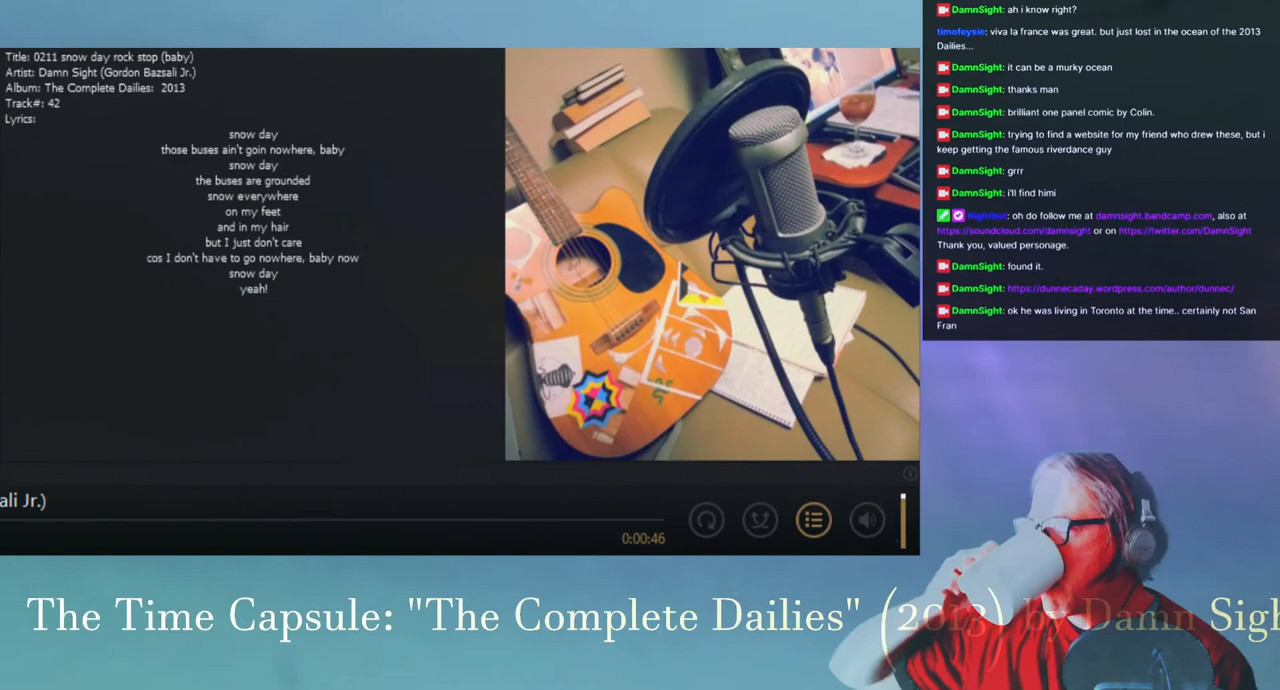 Title: 0211 snow day rock stop (baby)
Artist: Damn Sight (Gordon Bazsali Jr.)
Album: The Complete Dailies:  2013
Track#: 42
Lyrics:
snow day
those buses ain't goin nowhere, baby
snow day
the buses are grounded
snow everywhere
on my feet
and in my hair
but I just don't care
cos I don't have to go nowhere, baby now
snow day
yeah!
ali Jr.)
0:00:46
DamnSight: ah i know right?
timofeysie: viva la france was great. but just lost in the ocean of the 2013
Dailies...
DamnSight: it can be a murky ocean
DamnSight: thanks man
DamnSight: brilliant one panel comic by Colin.
DamnSight: trying to find a website for my friend who drew these, but i
keep getting the famous riverdance guy
DamnSight: grrr
DamnSight: i'll find himi
Nightbot: oh do follow me at damnsight.bandcamp.com, also at
https://soundcloud.com/damnsight or on https://twitter.com/DamnSight
Thank you, valued personage.
DamnSight: found it.
DamnSight: https://dunnecaday.wordpress.com/author/dunnec/
DamnSight: ok he was living in Toronto at the time.. certainly not San
Fran
The Time Capsule: "The Complete Dailies" (2013) by Damn Sigh